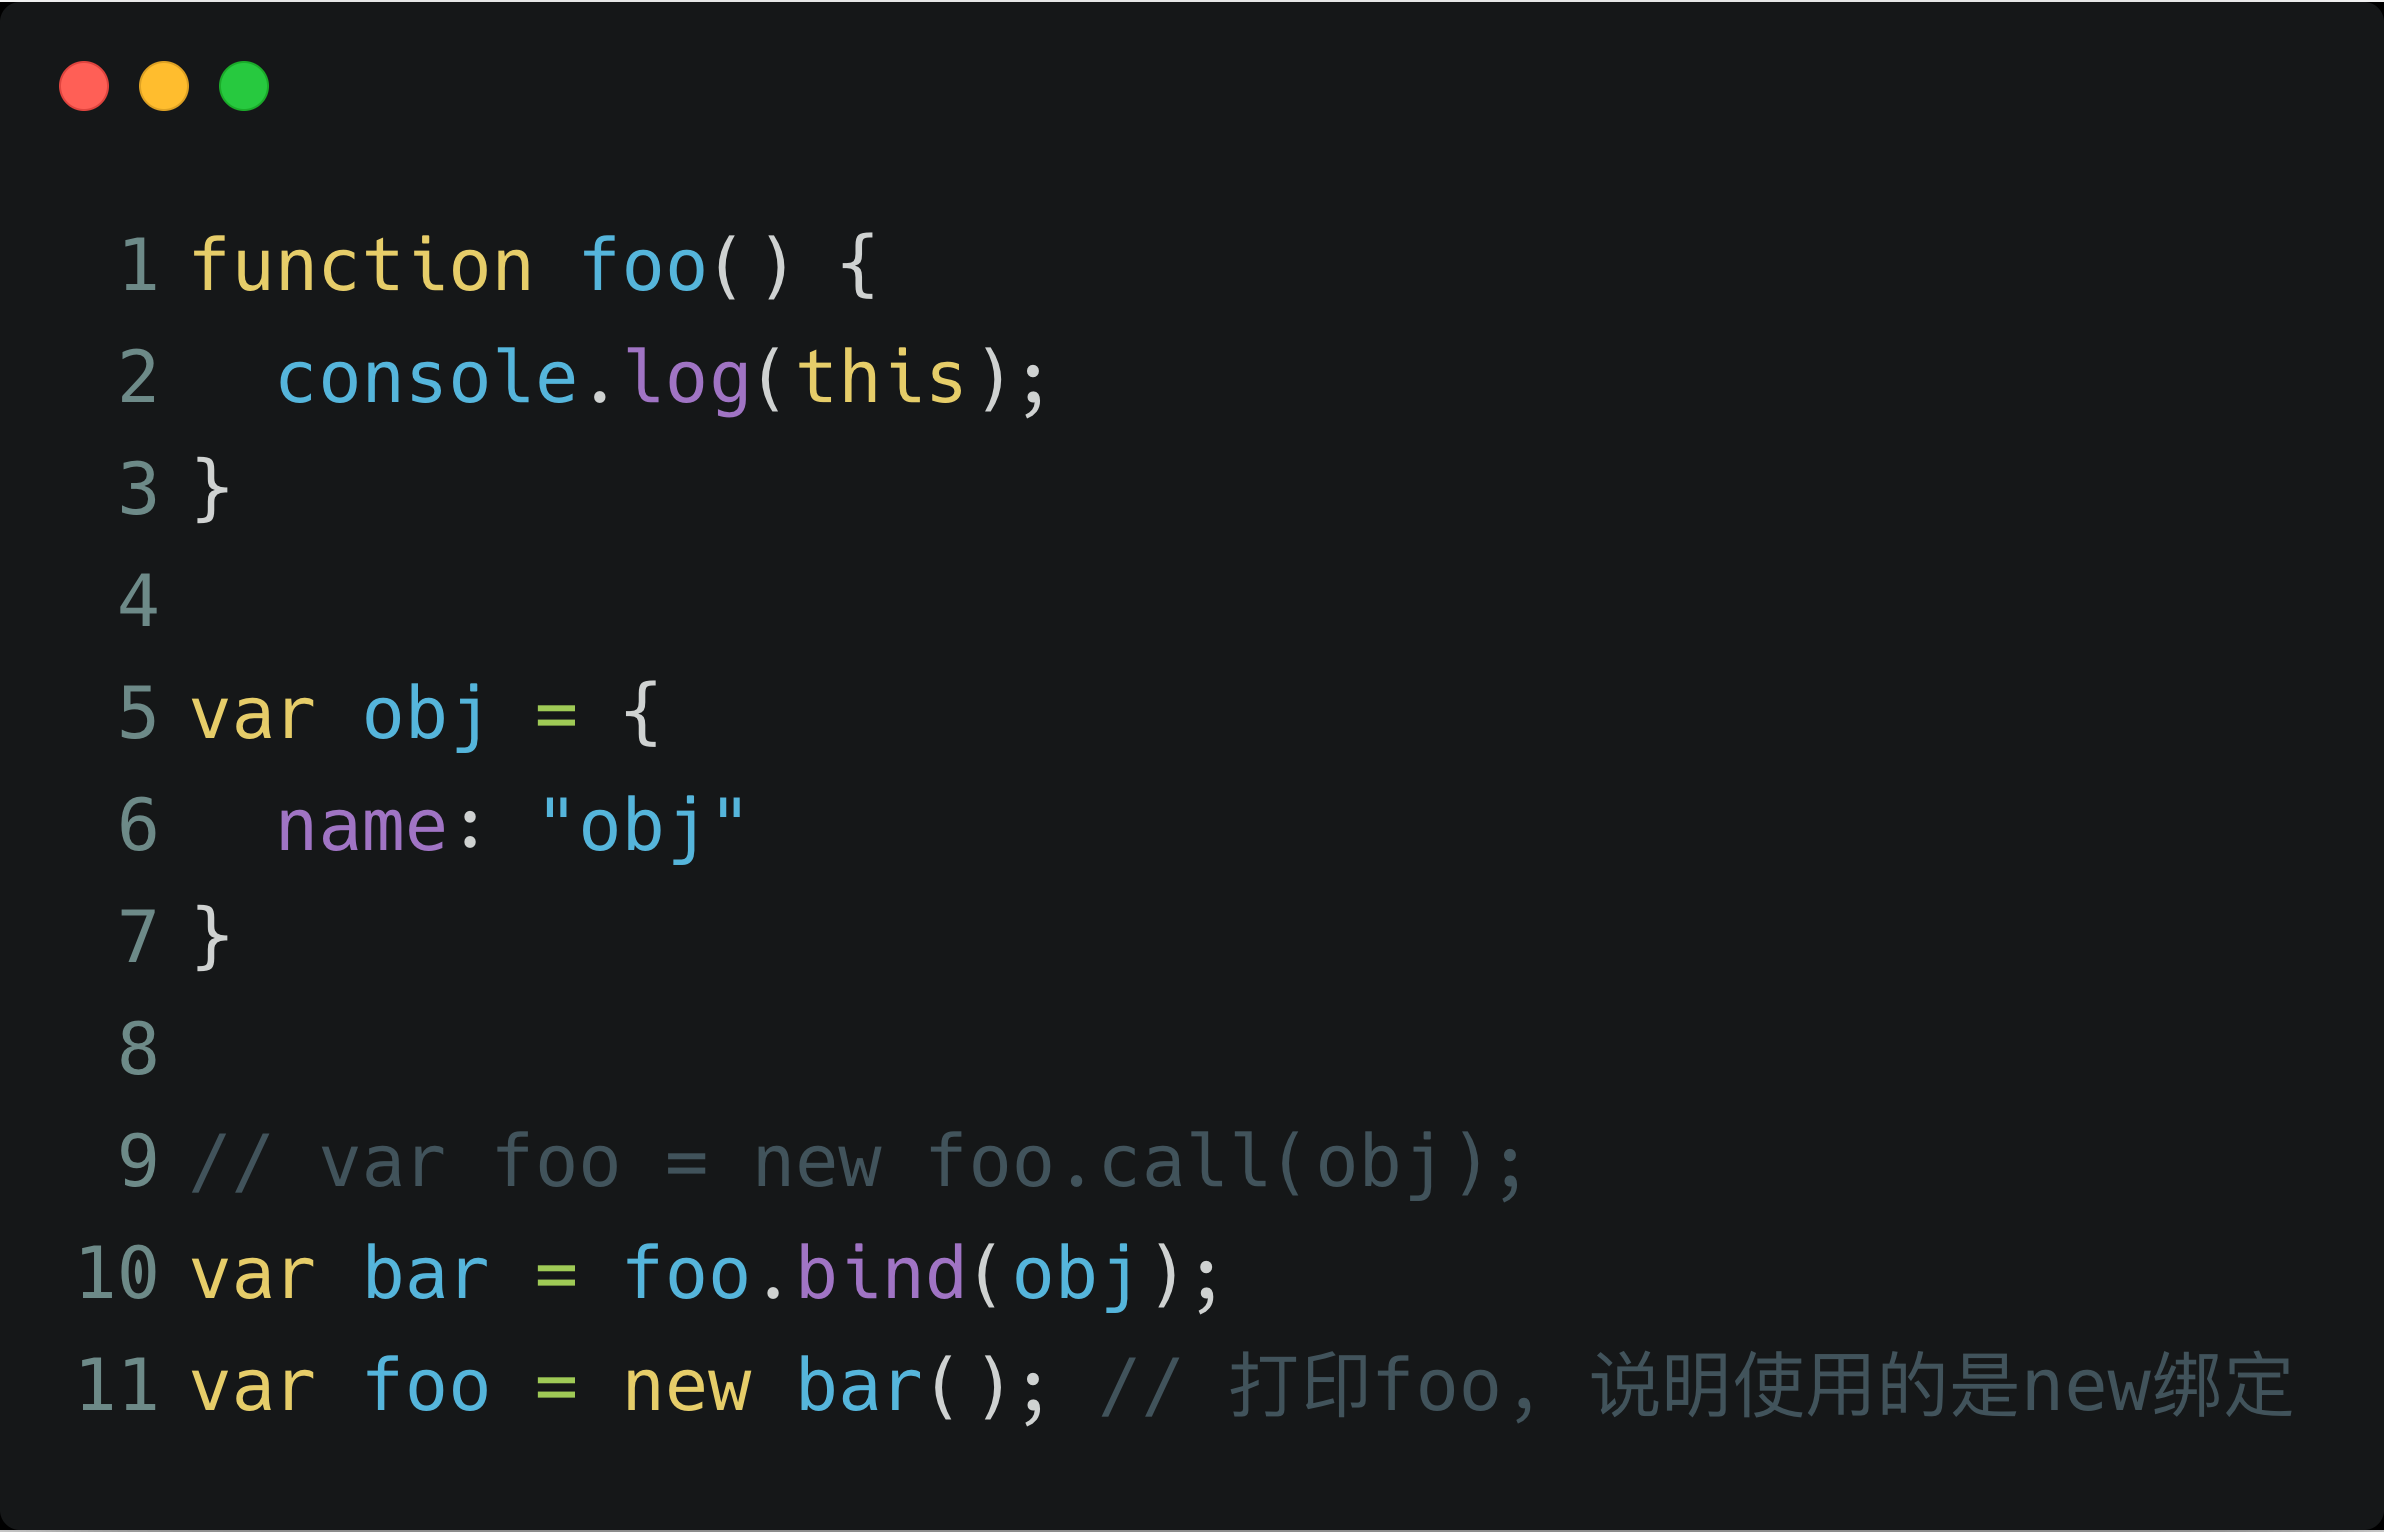 1 function foo() {
2   console.log(this);
3 }
4
5 var obj = {
6   name: "obj"
7 }
8
9 // var foo = new foo.call(obj);
10 var bar = foo.bind(obj);
11 var foo = new bar(); // 打印foo, 说明使用的是new绑定